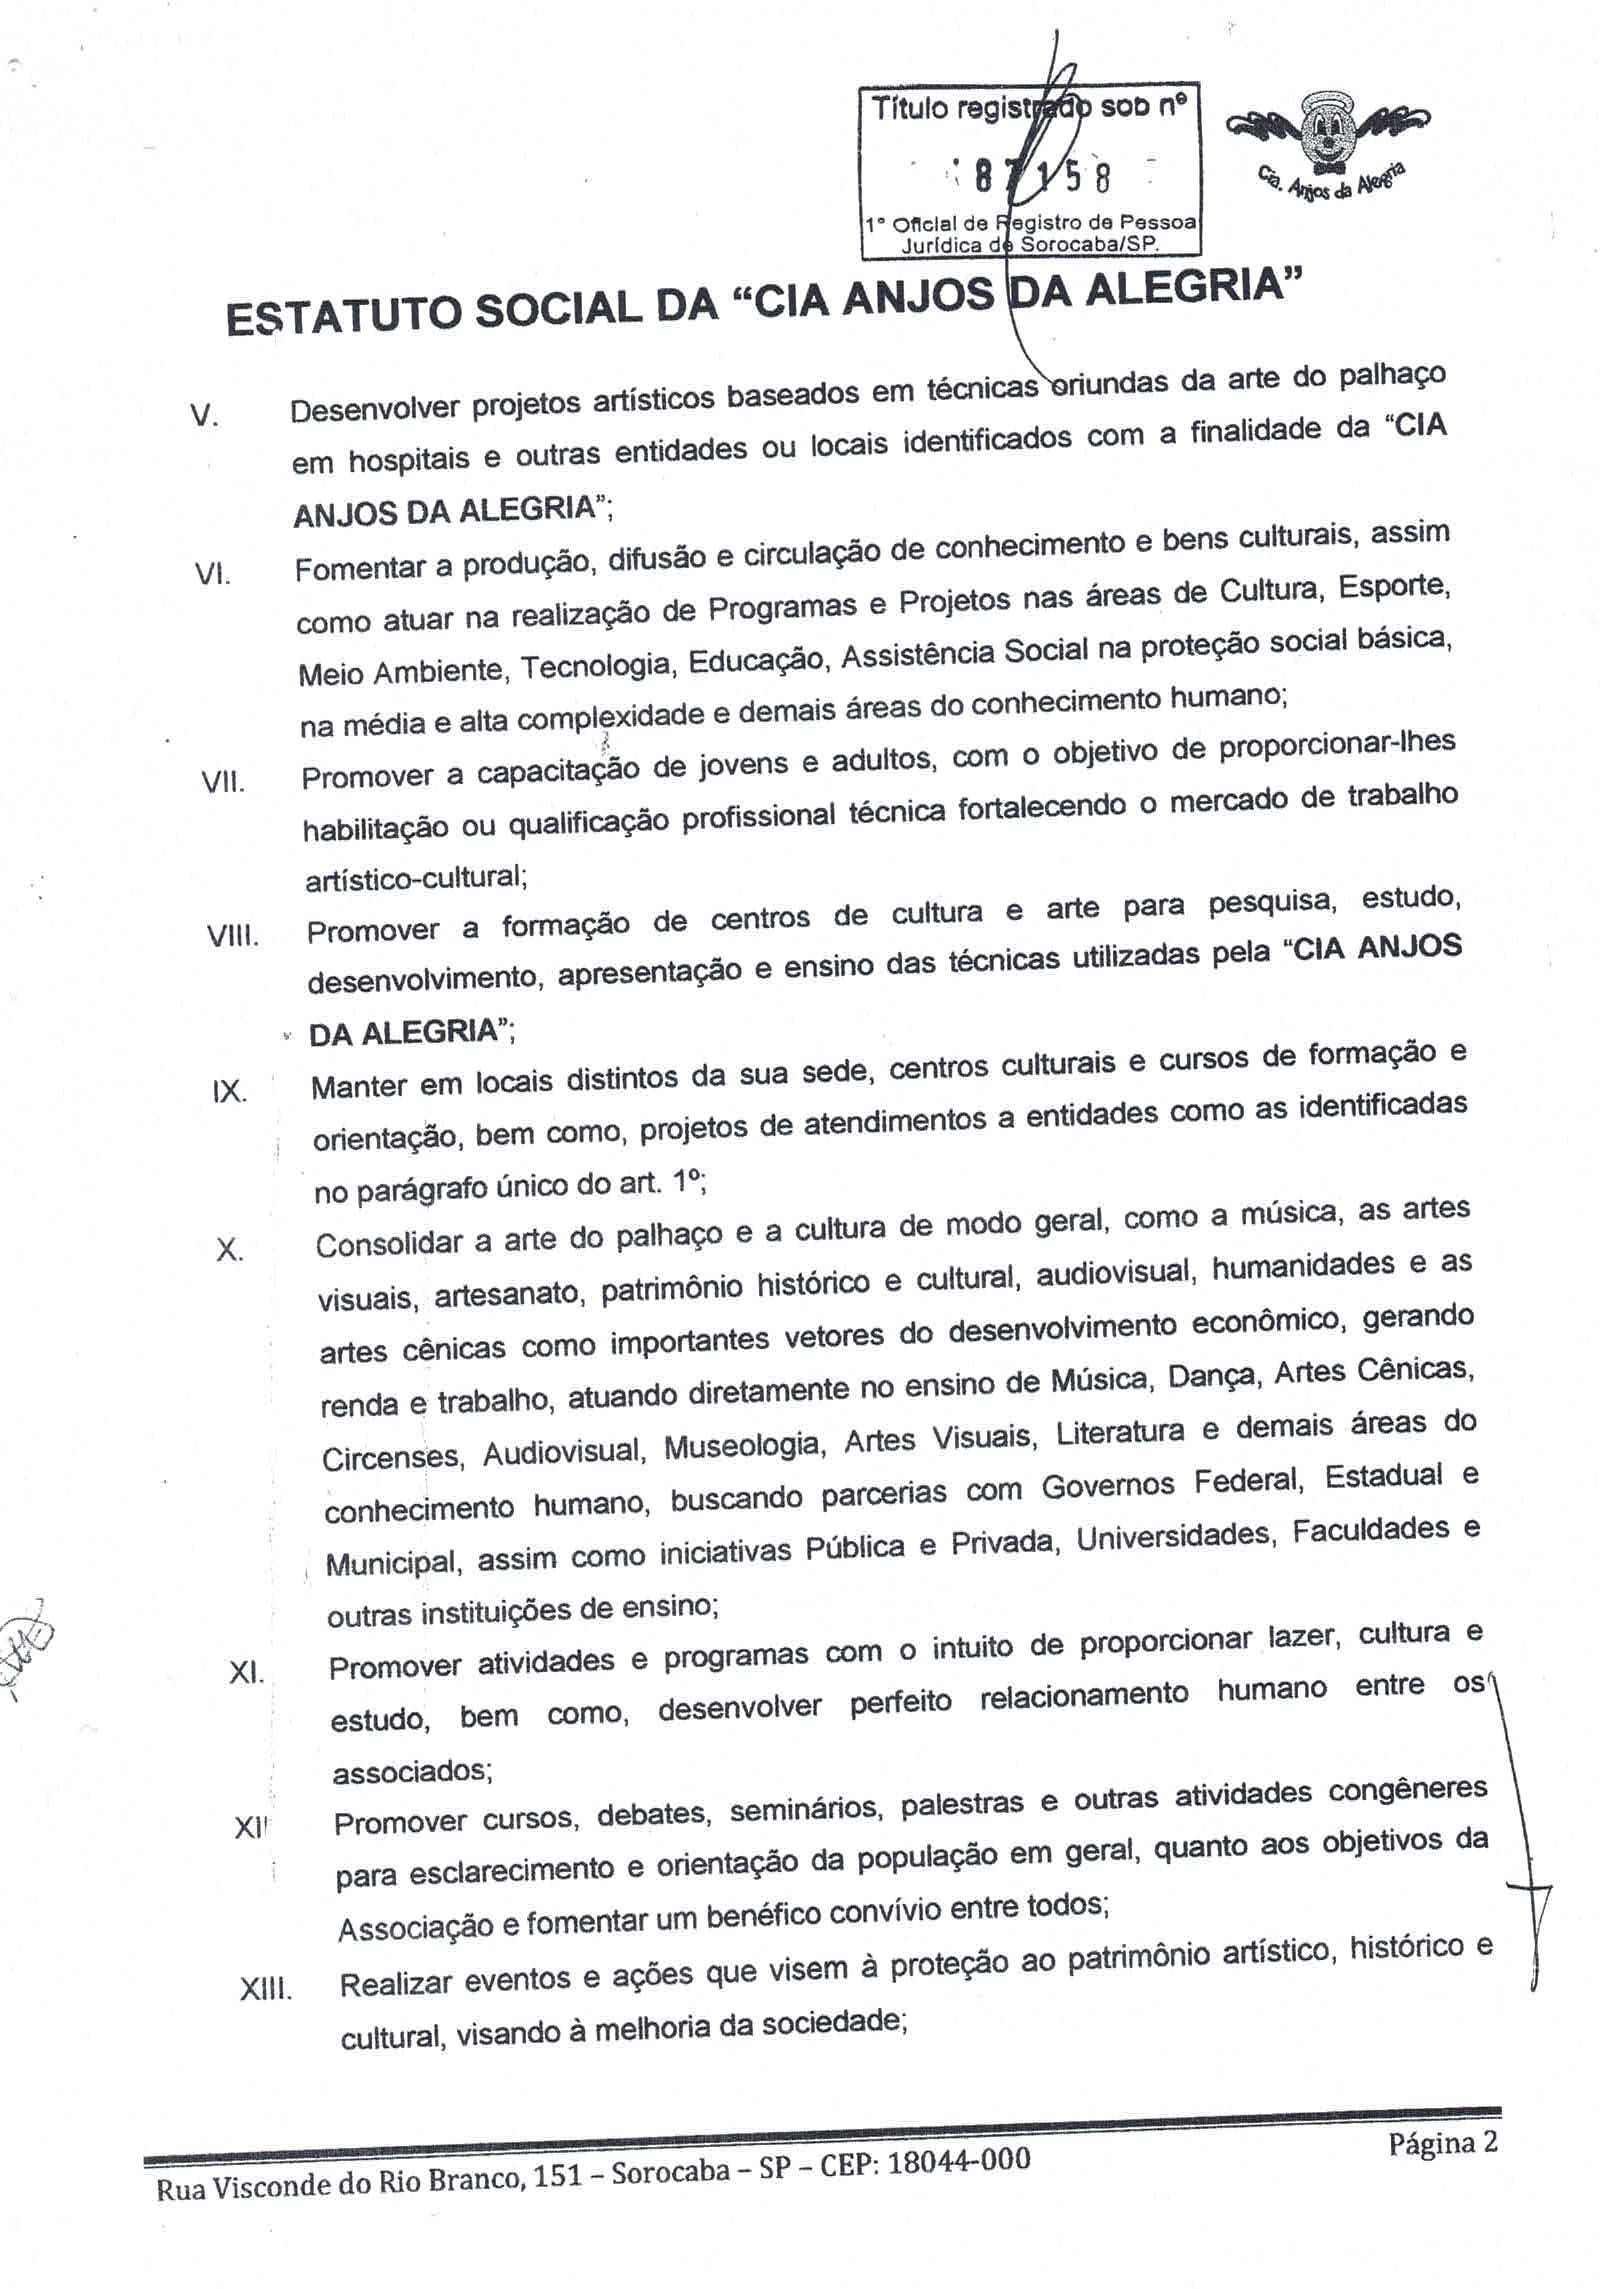 Título registrado sob nº
87158
1º Oficial de Registro de Pessoa
Jurídica de Sorocaba/SP.
Cia. Anjos da Alegria
ESTATUTO SOCIAL DA “CIA ANJOS DA ALEGRIA”
V. Desenvolver projetos artísticos baseados em técnicas oriundas da arte do palhaço
em hospitais e outras entidades ou locais identificados com a finalidade da “CIA
ANJOS DA ALEGRIA”;
VI. Fomentar a produção, difusão e circulação de conhecimento e bens culturais, assim
como atuar na realização de Programas e Projetos nas áreas de Cultura, Esporte,
Meio Ambiente, Tecnologia, Educação, Assistência Social na proteção social básica,
na média e alta complexidade e demais áreas do conhecimento humano;
VII. Promover a capacitação de jovens e adultos, com o objetivo de proporcionar-lhes
habilitação ou qualificação profissional técnica fortalecendo o mercado de trabalho
artístico-cultural;
VIII. Promover a formação de centros de cultura e arte para pesquisa, estudo,
desenvolvimento, apresentação e ensino das técnicas utilizadas pela “CIA ANJOS
DA ALEGRIA”;
IX. Manter em locais distintos da sua sede, centros culturais e cursos de formação e
orientação, bem como, projetos de atendimentos a entidades como as identificadas
no parágrafo único do art. 1º;
X. Consolidar a arte do palhaço e a cultura de modo geral, como a música, as artes
visuais, artesanato, patrimônio histórico e cultural, audiovisual, humanidades e as
artes cênicas como importantes vetores do desenvolvimento econômico, gerando
renda e trabalho, atuando diretamente no ensino de Música, Dança, Artes Cênicas,
Circenses, Audiovisual, Museologia, Artes Visuais, Literatura e demais áreas do
conhecimento humano, buscando parcerias com Governos Federal, Estadual e
Municipal, assim como iniciativas Pública e Privada, Universidades, Faculdades e
outras instituições de ensino;
XI. Promover atividades e programas com o intuito de proporcionar lazer, cultura e
estudo, bem como, desenvolver perfeito relacionamento humano entre os
associados;
XII Promover cursos, debates, seminários, palestras e outras atividades congêneres
para esclarecimento e orientação da população em geral, quanto aos objetivos da
Associação e fomentar um benéfico convívio entre todos;
XIII. Realizar eventos e ações que visem à proteção ao patrimônio artístico, histórico e
cultural, visando à melhoria da sociedade;
Rua Visconde do Rio Branco, 151 – Sorocaba – SP – CEP: 18044-000
Página 2